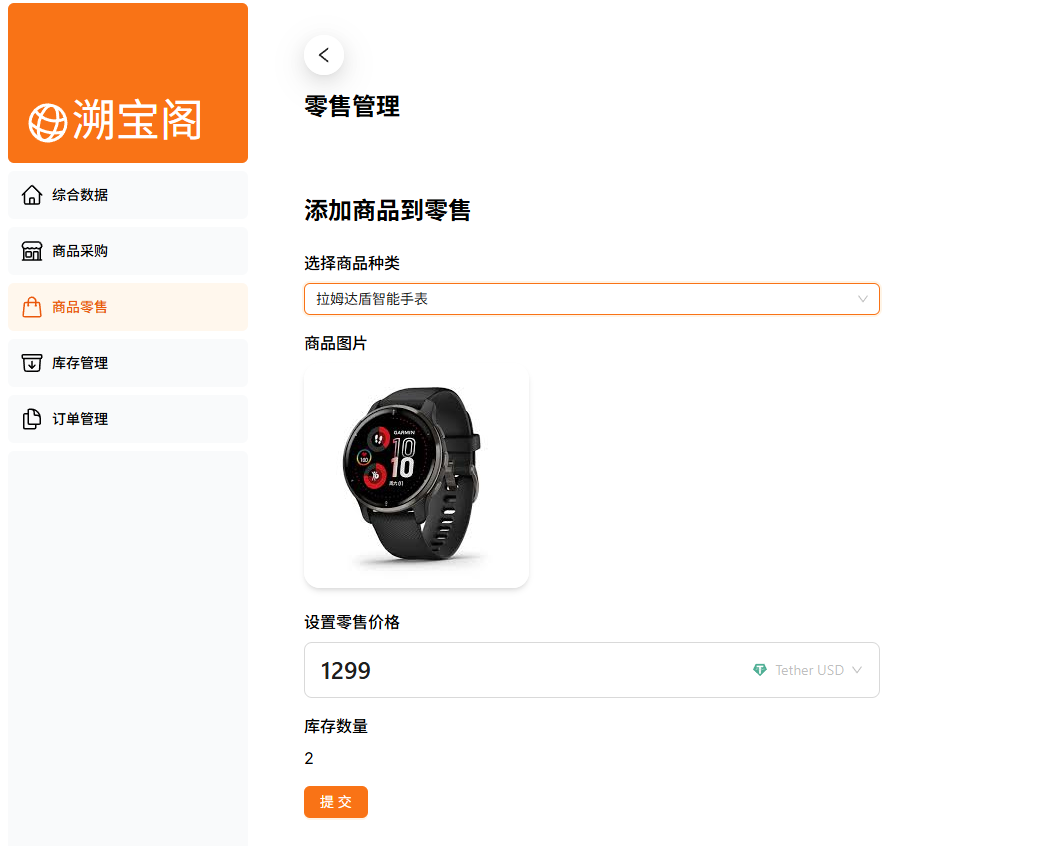 溯宝阁
综合数据
商品采购
商品零售
库存管理
订单管理
零售管理
添加商品到零售
选择商品种类
拉姆达盾智能手表
商品图片
GARMIN
10
10
100
设置零售价格
1299
Tether USD
库存数量
2
提交